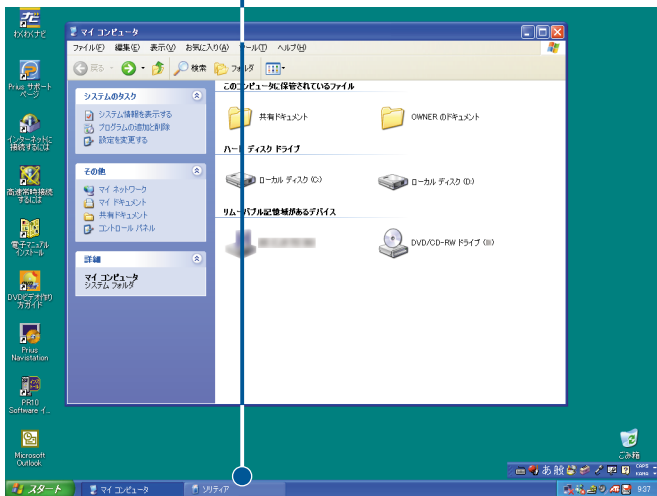 わくわくナビ
Prius サポート
ページ
インターネットに
接続するには
高速常時接続
するには
電子マニュアル
インストール
DVDビデオ作り
方ガイド
Prius
Navistation
PR10
Software イ...
Microsoft
Outlook
マイ コンピュータ
ファイル(F) 編集(E) 表示(V) お気に入り(A) ツール(T) ヘルプ(H)
戻る 検索 フォルダ
システムのタスク
システム情報を表示する
プログラムの追加と削除
設定を変更する
その他
マイ ネットワーク
マイ ドキュメント
共有ドキュメント
コントロール パネル
詳細
マイ コンピュータ
システム フォルダ
このコンピュータに保管されているファイル
共有ドキュメント OWNER のドキュメント
ハード ディスク ドライブ
ローカル ディスク (C:) ローカル ディスク (D:)
リムーバブル記憶域があるデバイス
DVD/CD-RW ドライブ
ごみ箱
あ 般
CAPS
KANA
スタート マイ コンピュータ ソリティア 9:37